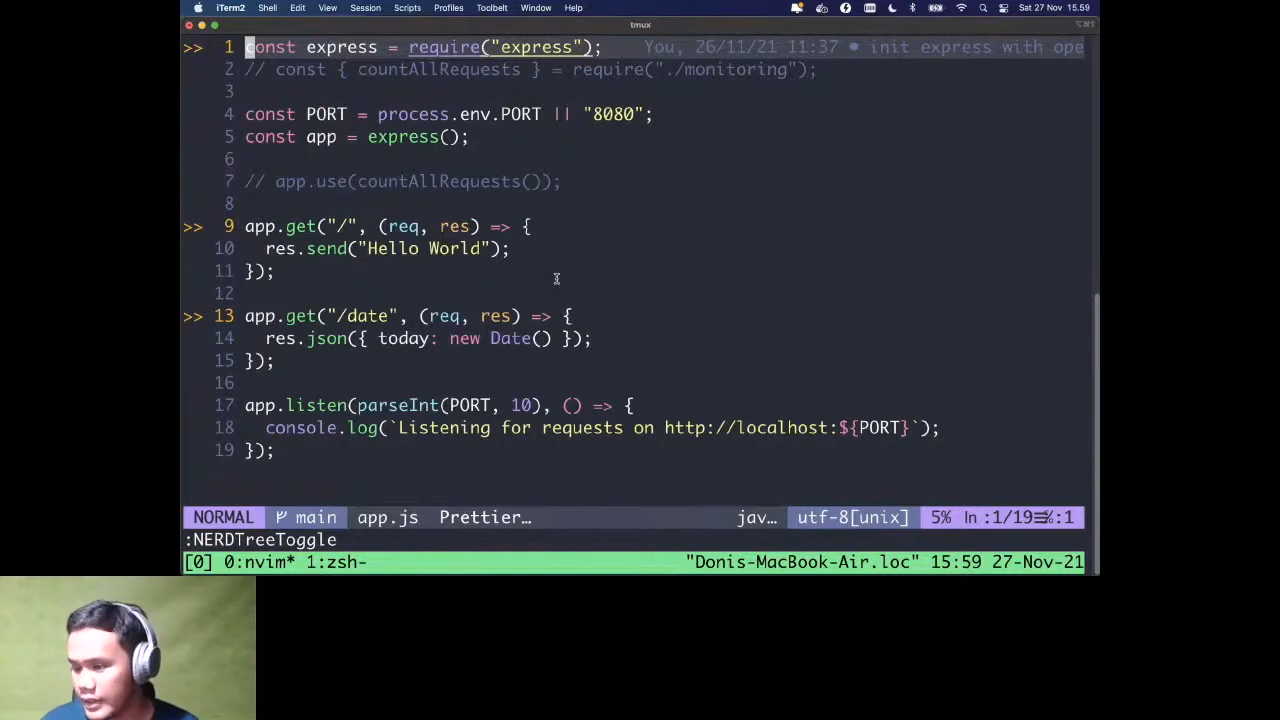 iTerm2 Shell Edit View Session Scripts Profiles Toolbelt Window Help Sat 27 Nov 15.59
tmux
⌥⌘1
>> 1 const express = require("express"); You, 26/11/21 11:37 • init express with ope
2 // const { countAllRequests } = require("./monitoring");
3
4 const PORT = process.env.PORT || "8080";
5 const app = express();
6
7 // app.use(countAllRequests());
8
>> 9 app.get("/", (req, res) => {
10 res.send("Hello World");
11 });
12
>> 13 app.get("/date", (req, res) => {
14 res.json({ today: new Date() });
15 });
16
17 app.listen(parseInt(PORT, 10), () => {
18 console.log(`Listening for requests on http://localhost:${PORT}`);
19 });
NORMAL main app.js Prettier… jav… utf-8[unix] 5% ln :1/19☰℅:1
:NERDTreeToggle
[0] 0:nvim* 1:zsh- "Donis-MacBook-Air.loc" 15:59 27-Nov-21